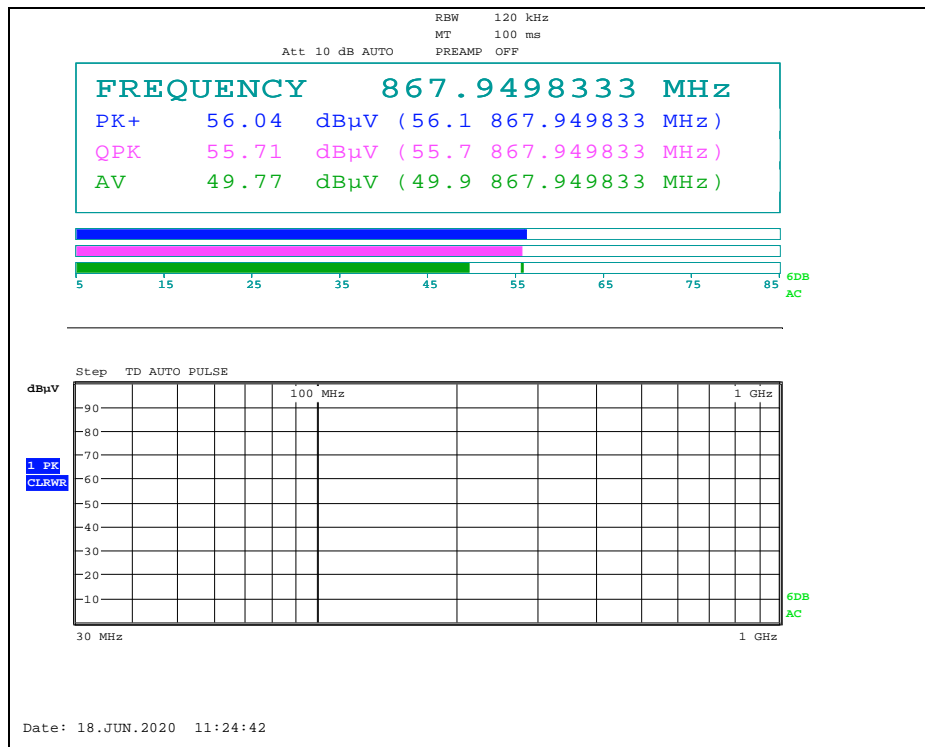 RBW 120 kHz
MT 100 ms
Att 10 dB AUTO PREAMP OFF
FREQUENCY 867.9498333 MHz
PK+ 56.04 dBµV (56.1 867.949833 MHz)
QPK 55.71 dBµV (55.7 867.949833 MHz)
AV 49.77 dBµV (49.9 867.949833 MHz)
5 15 25 35 45 55 65 75 85
6DB
AC
Step TD AUTO PULSE
dBµV
100 MHz 1 GHz
90
80
70
1 PK
60
CLRWR
50
40
30
20
10
6DB
AC
30 MHz 1 GHz
Date: 18.JUN.2020 11:24:42